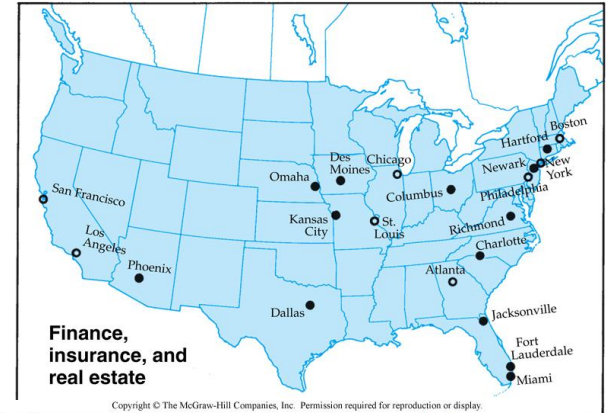 Boston
Hartford
Des
Moines
Chicago
Newark
New
York
Omaha
Columbus
Philadelphia
San Francisco
Kansas
City
St.
Louis
Richmond
Los
Angeles
Charlotte
Phoenix
Atlanta
Dallas
Jacksonville
Finance,
insurance, and
real estate
Fort
Lauderdale
Miami
Copyright © The McGraw-Hill Companies, Inc. Permission required for reproduction or display.